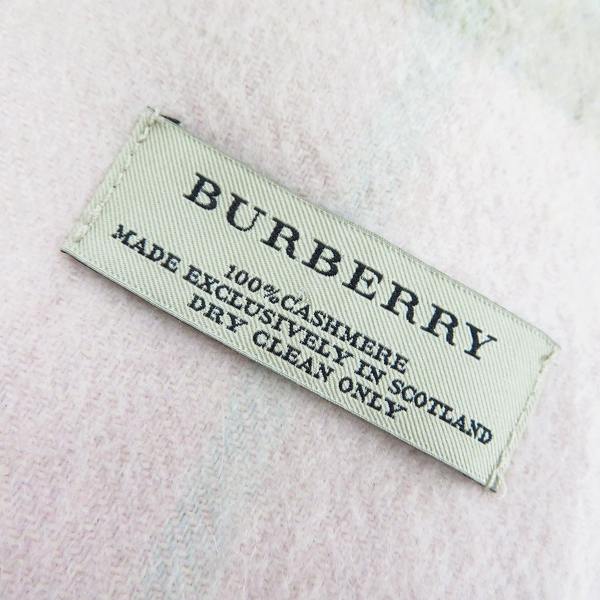 BURBERRY
100%CASHMERE
MADE EXCLUSIVELY IN SCOTLAND
DRY CLEAN ONLY